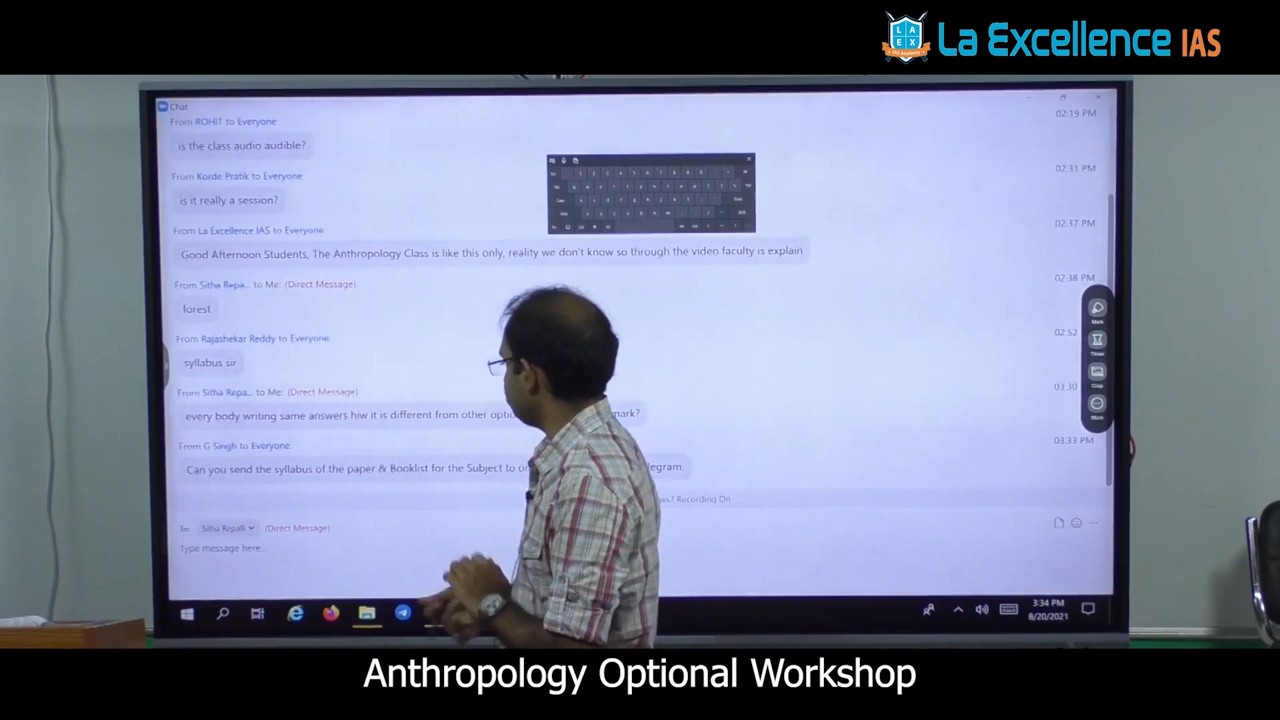 La Excellence IAS
Chat
From ROHIT to Everyone:
02:19 PM
is the class audio audible?
From Korde Pratik to Everyone:
02:31 PM
is it really a session?
From La Excellence IAS to Everyone
02:37 PM
Good Afternoon Students, The Anthropology Class is like this only, reality we don't know so through the video faculty is explain
From Sitha Repa... to Me: (Direct Message)
02:38 PM
forest
From Rajashekar Reddy to Everyone
02:52
syllabus sir
From Sitha Repa... to Me: (Direct Message)
03:30
every body writing same answers hiw it is different from other mark?
From G Singh to Everyone:
03:33 PM
Can you send the syllabus of the paper & Booklist for the Subject to
Recording On
Sitha Repalli (Direct Message)
Type message here...
Mark
Timer
Crop
More
3:34 PM
8/20/2021
Anthropology Optional Workshop